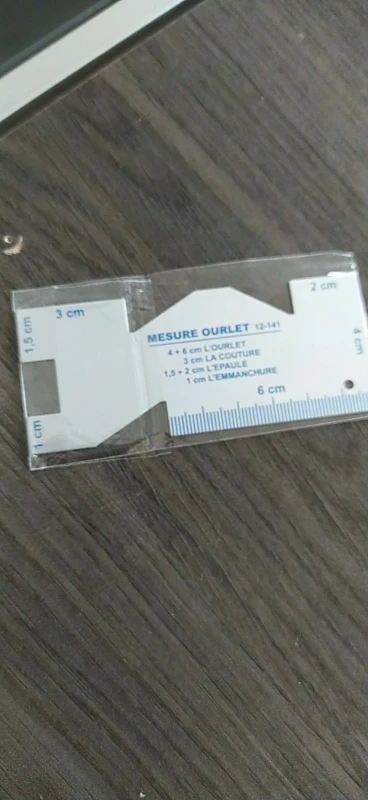 3 cm
1,5 cm
1 cm
MESURE OURLET 12-141
4 + 6 cm L'OURLET
3 cm LA COUTURE
1,5 + 2 cm L'EPAULE
1 cm L'EMMANCHURE
6 cm
2 cm
4 cm